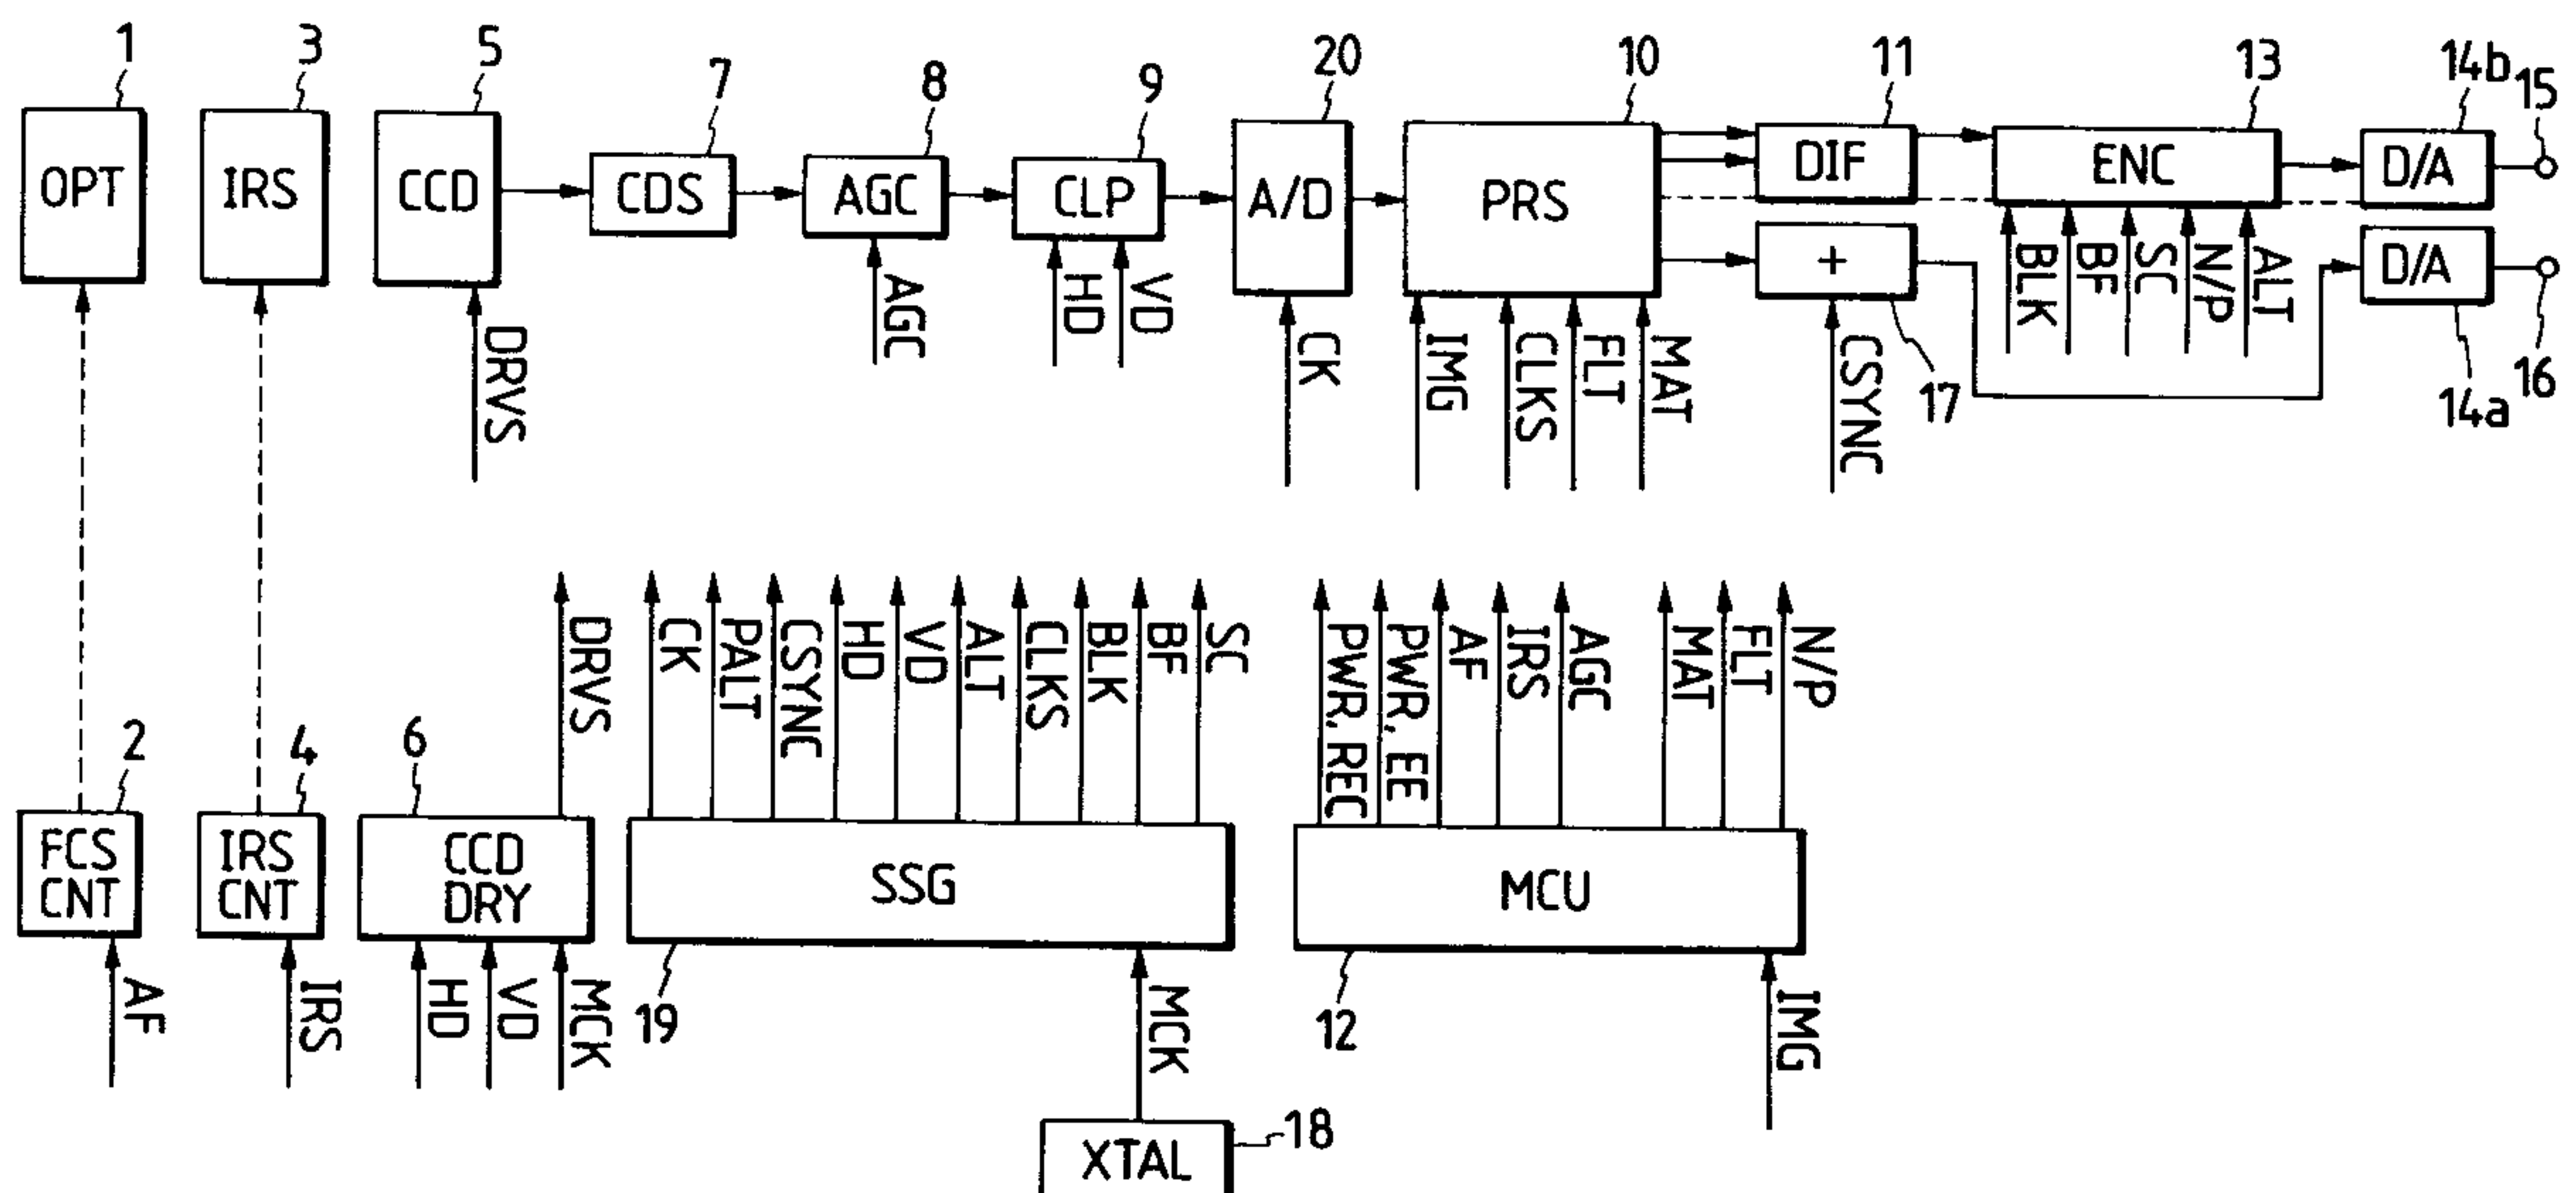 1
3
5
7
8
9
20
10
11
13
14b
15
OPT
IRS
CCD
CDS
AGC
CLP
A/D
PRS
DIF
ENC
D/A
+
D/A
16
14a
17
DRVS
AGC
HD
VD
CK
IMG
CLKS
FLT
MAT
CSYNC
BLK
BF
SC
N/P
ALT
DRVS
CK
PALT
CSYNC
HD
VD
ALT
CLKS
BLK
BF
SC
PWR, REC
PWR, EE
AF
IRS
AGC
MAT
FLT
N/P
2
4
6
FCS
CNT
IRS
CNT
CCD
DRY
SSG
MCU
19
12
AF
IRS
HD
VD
MCK
MCK
IMG
XTAL
18